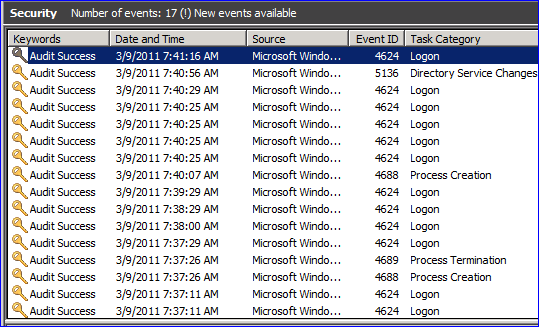 Security Number of events: 17 (!) New events available
Keywords Date and Time Source Event ID Task Category
Audit Success 3/9/2011 7:41:16 AM Microsoft Windo... 4624 Logon
Audit Success 3/9/2011 7:40:56 AM Microsoft Windo... 5136 Directory Service Changes
Audit Success 3/9/2011 7:40:29 AM Microsoft Windo... 4624 Logon
Audit Success 3/9/2011 7:40:25 AM Microsoft Windo... 4624 Logon
Audit Success 3/9/2011 7:40:25 AM Microsoft Windo... 4624 Logon
Audit Success 3/9/2011 7:40:25 AM Microsoft Windo... 4624 Logon
Audit Success 3/9/2011 7:40:25 AM Microsoft Windo... 4624 Logon
Audit Success 3/9/2011 7:40:07 AM Microsoft Windo... 4688 Process Creation
Audit Success 3/9/2011 7:39:29 AM Microsoft Windo... 4624 Logon
Audit Success 3/9/2011 7:38:29 AM Microsoft Windo... 4624 Logon
Audit Success 3/9/2011 7:38:00 AM Microsoft Windo... 4624 Logon
Audit Success 3/9/2011 7:37:29 AM Microsoft Windo... 4624 Logon
Audit Success 3/9/2011 7:37:26 AM Microsoft Windo... 4689 Process Termination
Audit Success 3/9/2011 7:37:26 AM Microsoft Windo... 4688 Process Creation
Audit Success 3/9/2011 7:37:11 AM Microsoft Windo... 4624 Logon
Audit Success 3/9/2011 7:37:11 AM Microsoft Windo... 4624 Logon